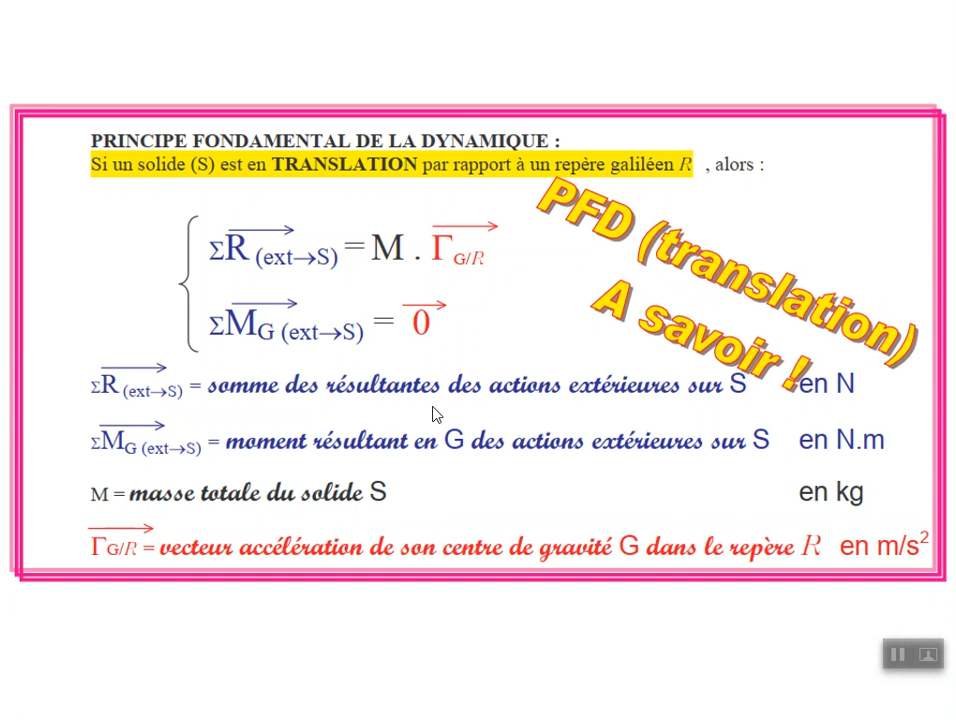 PRINCIPE FONDAMENTAL DE LA DYNAMIQUE :
Si un solide (S) est en TRANSLATION par rapport à un repère galiléen R , alors :
PFD (translation)
A savoir !
ΣR (ext→S) = M . Γ G/R
ΣM G (ext→S) = 0
ΣR (ext→S) = somme des résultantes des actions extérieures sur S en N
ΣM G (ext→S) = moment résultant en G des actions extérieures sur S en N.m
M = masse totale du solide S en kg
Γ G/R = vecteur accélération de son centre de gravité G dans le repère R en m/s²